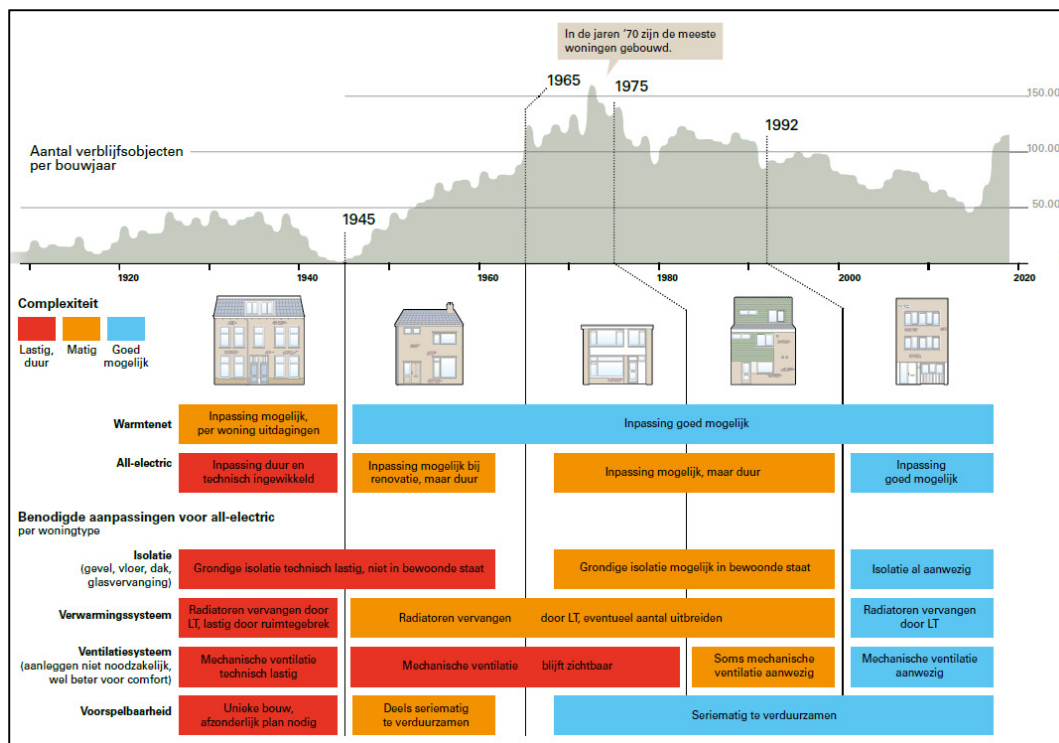 In de jaren '70 zijn de meeste
woningen gebouwd.
1965
1975
150.00
1992
Aantal verblijfsobjecten
per bouwjaar
100.000
1945
50.00
1920
1940
1960
1980
2000
2020
Complexiteit
Lastig,
duur
Matig
Goed
mogelijk
Warmtenet
Inpassing mogelijk,
per woning uitdagingen
Inpassing goed mogelijk
All-electric
Inpassing duur en
technisch ingewikkeld
Inpassing mogelijk bij
renovatie, maar duur
Inpassing mogelijk, maar duur
Inpassing
goed mogelijk
Benodigde aanpassingen voor all-electric
per woningtype
Isolatie
(gevel, vloer, dak,
glasvervanging)
Grondige isolatie technisch lastig, niet in bewoonde staat
Grondige isolatie mogelijk in bewoonde staat
Isolatie al aanwezig
Verwarmingssysteem
Radiatoren vervangen door
LT, lastig door ruimtegebrek
Radiatoren vervangen door LT, eventueel aantal uitbreiden
Radiatoren vervangen
door LT
Ventilatiesysteem
(aanleggen niet noodzakelijk,
wel beter voor comfort)
Mechanische ventilatie
technisch lastig
Mechanische ventilatie blijft zichtbaar
Soms mechanische
ventilatie aanwezig
Mechanische ventilatie
aanwezig
Voorspelbaarheid
Unieke bouw,
afzonderlijk plan nodig
Deels seriematig
te verduurzamen
Seriematig te verduurzamen